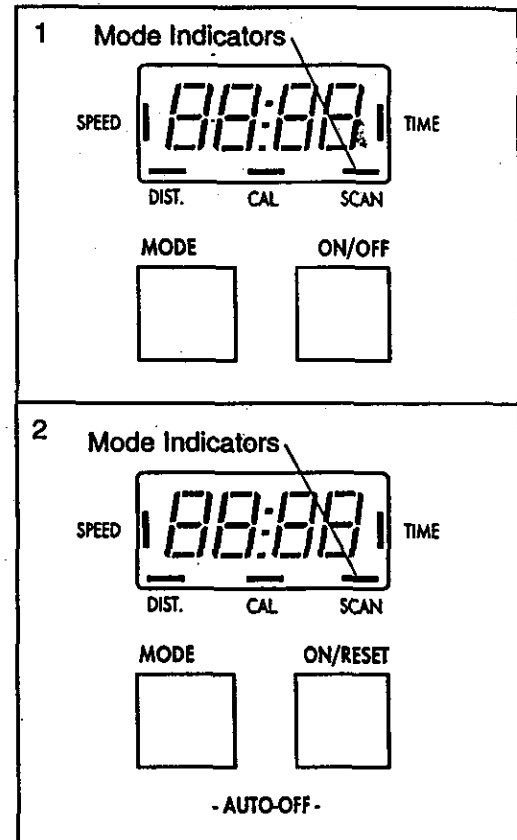 1 Mode Indicators
88:88
SPEED TIME
DIST. CAL SCAN
MODE ON/OFF
2 Mode Indicators
88:88
SPEED TIME
DIST. CAL SCAN
MODE ON/RESET
- AUTO-OFF -